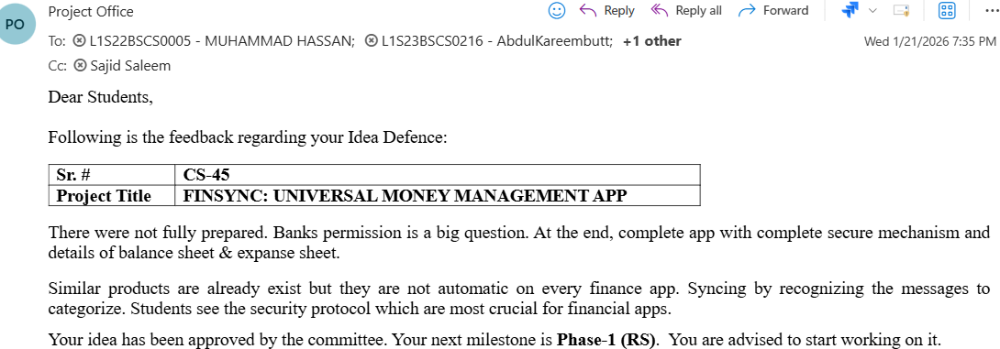 PO
Project Office
Reply
Reply all
Forward
To: L1S22BSCS0005 - MUHAMMAD HASSAN; L1S23BSCS0216 - AbdulKareembutt; +1 other
Wed 1/21/2026 7:35 PM
Cc: Sajid Saleem
Dear Students,
Following is the feedback regarding your Idea Defence:
Sr. # CS-45
Project Title FINSYNC: UNIVERSAL MONEY MANAGEMENT APP
There were not fully prepared. Banks permission is a big question. At the end, complete app with complete secure mechanism and
details of balance sheet & expanse sheet.
Similar products are already exist but they are not automatic on every finance app. Syncing by recognizing the messages to
categorize. Students see the security protocol which are most crucial for financial apps.
Your idea has been approved by the committee. Your next milestone is Phase-1 (RS). You are advised to start working on it.